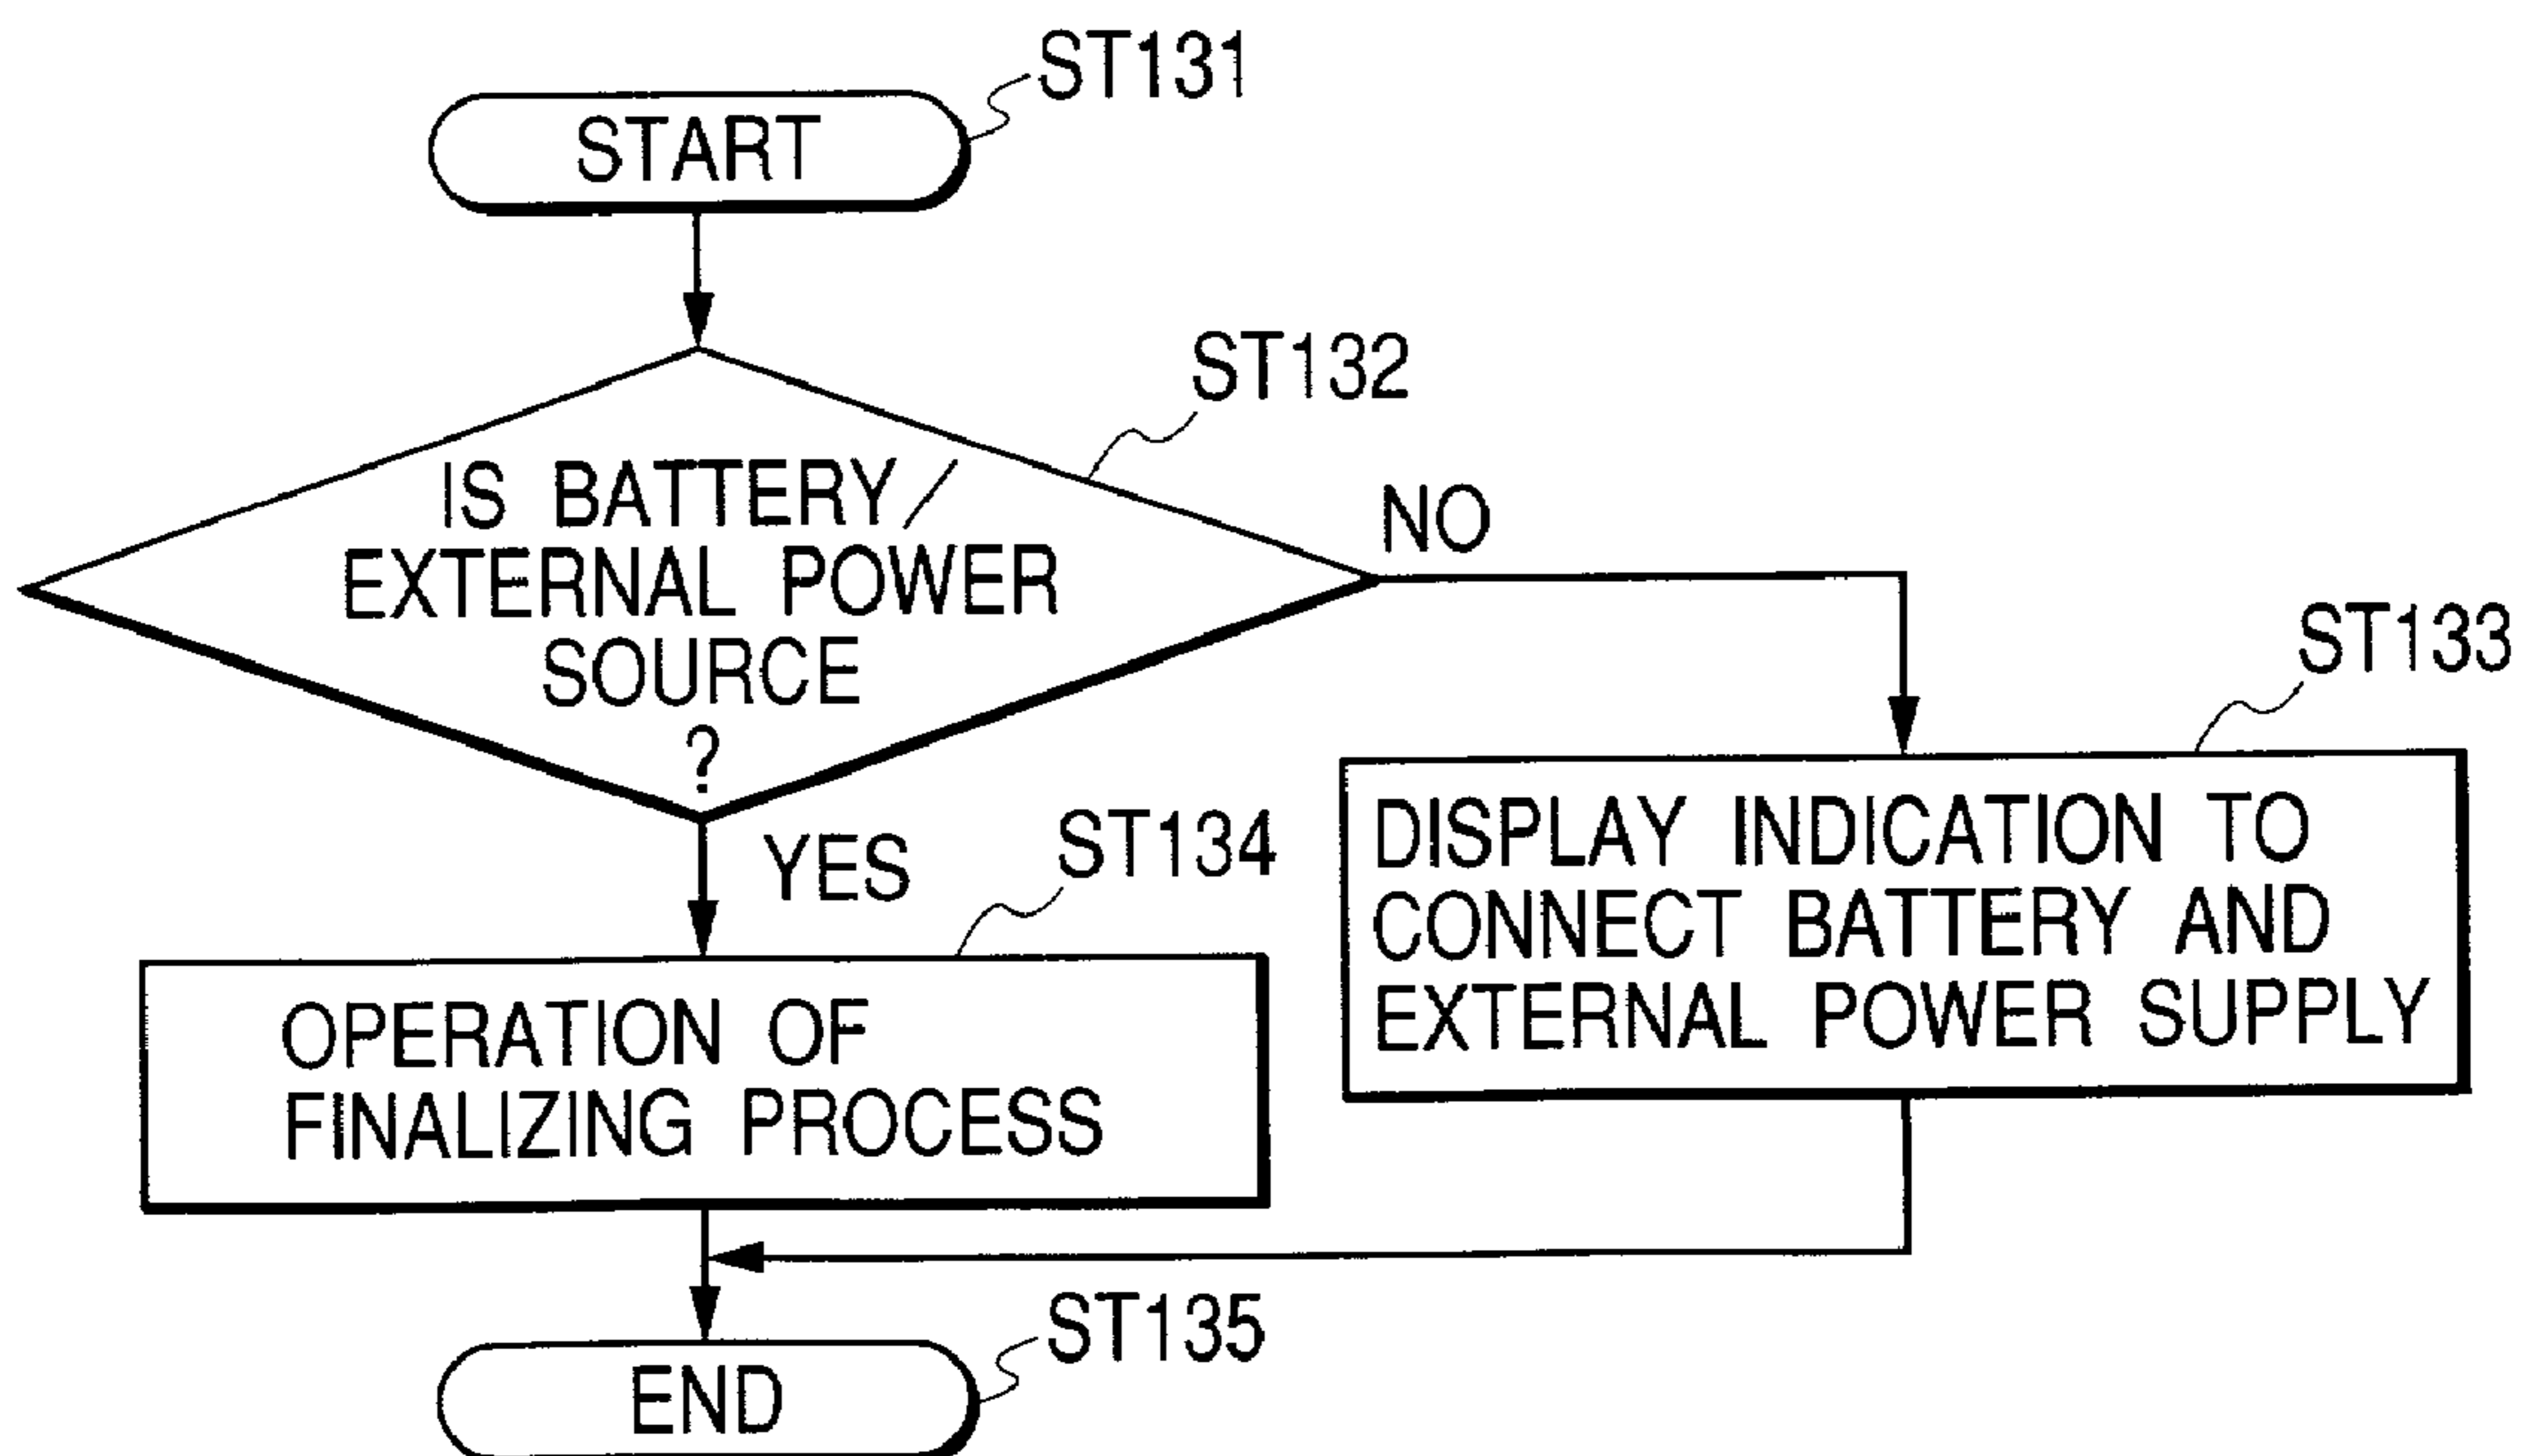 ST131
START
ST132
IS BATTERY/
EXTERNAL POWER
SOURCE
?
NO
YES
ST133
DISPLAY INDICATION TO
CONNECT BATTERY AND
EXTERNAL POWER SUPPLY
ST134
OPERATION OF
FINALIZING PROCESS
ST135
END